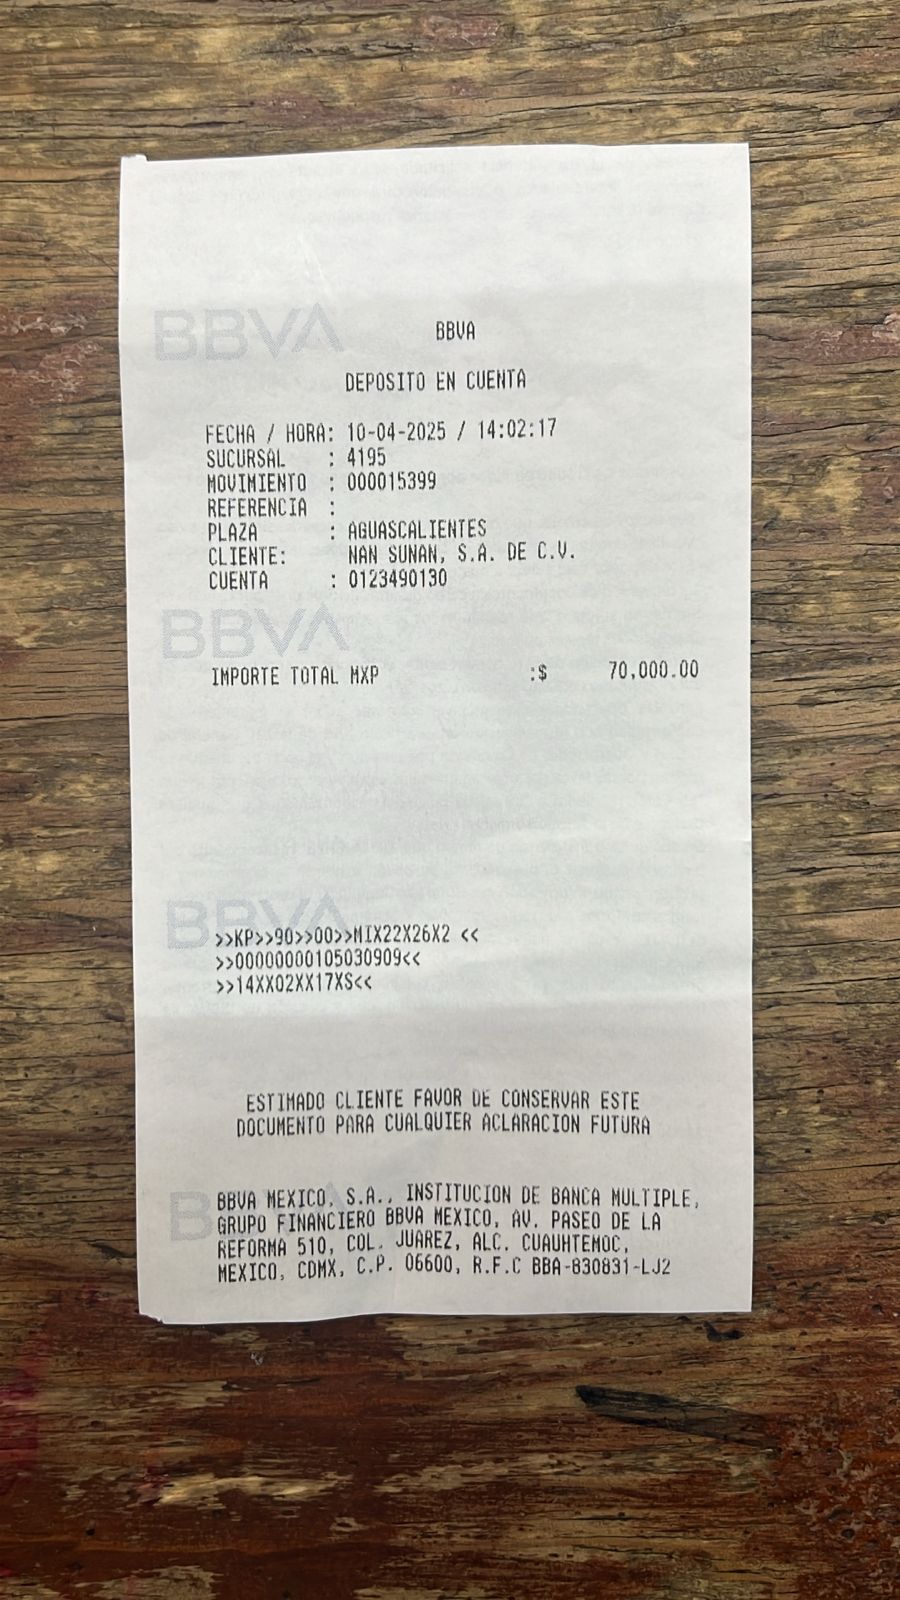 BBVA
BBVA
DEPOSITO EN CUENTA
FECHA / HORA: 10-04-2025 / 14:02:17
SUCURSAL : 4195
MOVIMIENTO : 000015399
REFERENCIA :
PLAZA : AGUASCALIENTES
CLIENTE: NAN SUNAN, S.A. DE C.V.
CUENTA : 0123490130
BBVA
IMPORTE TOTAL MXP :$ 70,000.00
BBVA
>>KP>>90>>00>>MIX22X26X2 <<
>>00000000105030909<<
>>14XX02XX17XS<<
ESTIMADO CLIENTE FAVOR DE CONSERVAR ESTE
DOCUMENTO PARA CUALQUIER ACLARACION FUTURA
BBVA MEXICO, S.A., INSTITUCION DE BANCA MULTIPLE,
GRUPO FINANCIERO BBVA MEXICO, AV. PASEO DE LA
REFORMA 510, COL. JUAREZ, ALC. CUAUHTEMOC,
MEXICO, CDMX, C.P. 06600, R.F.C BBA-830831-LJ2